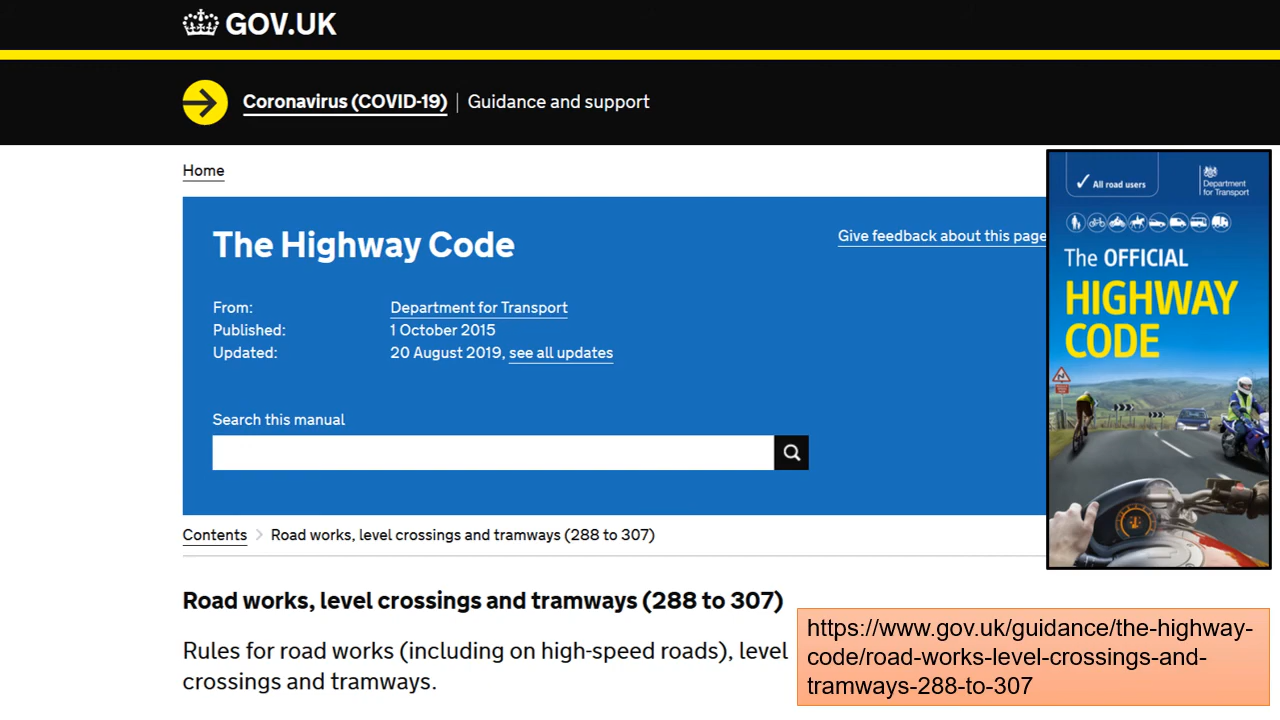 GOV.UK
Coronavirus (COVID-19) | Guidance and support
Home
The Highway Code
Give feedback about this page
From: Department for Transport
Published: 1 October 2015
Updated: 20 August 2019, see all updates
Search this manual
Contents > Road works, level crossings and tramways (288 to 307)
Road works, level crossings and tramways (288 to 307)
Rules for road works (including on high-speed roads), level
crossings and tramways.
✓ All road users
Department
for Transport
The OFFICIAL
HIGHWAY
CODE
https://www.gov.uk/guidance/the-highway-
code/road-works-level-crossings-and-
tramways-288-to-307